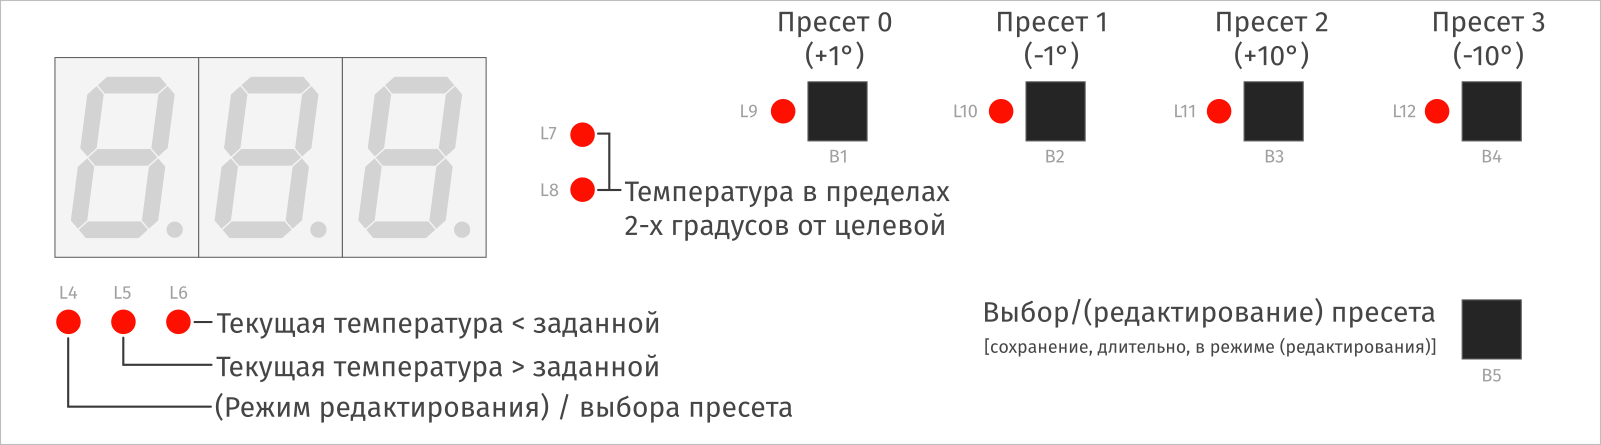 Пресет 0
(+1°)
Пресет 1
(-1°)
Пресет 2
(+10°)
Пресет 3
(-10°)
L9
L10
L11
L12
B1
B2
B3
B4
L7
L8
Температура в пределах
2-х градусов от целевой
L4
L5
L6
Текущая температура < заданной
Текущая температура > заданной
(Режим редактирования) / выбора пресета
Выбор/(редактирование) пресета
[сохранение, длительно, в режиме (редактирования)]
B5